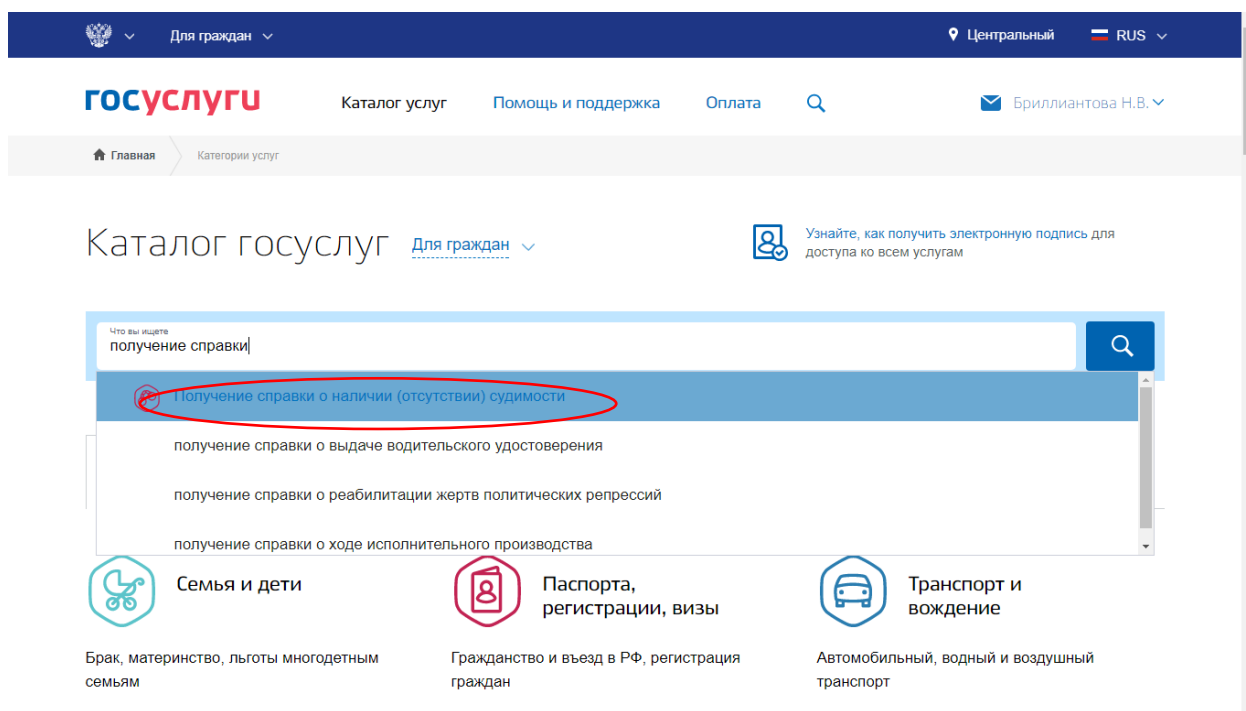 Для граждан
Центральный
RUS
госуслуги
Каталог услуг
Помощь и поддержка
Оплата
Бриллиантова Н.В.
Главная
Категории услуг
Каталог госуслуг
Для граждан
Узнайте, как получить электронную подпись для
доступа ко всем услугам
Что вы ищете
получение справки
Получение справки о наличии (отсутствии) судимости
получение справки о выдаче водительского удостоверения
получение справки о реабилитации жертв политических репрессий
получение справки о ходе исполнительного производства
Семья и дети
Брак, материнство, льготы многодетным
семьям
Паспорта,
регистрации, визы
Гражданство и въезд в РФ, регистрация
граждан
Транспорт и
вождение
Автомобильный, водный и воздушный
транспорт